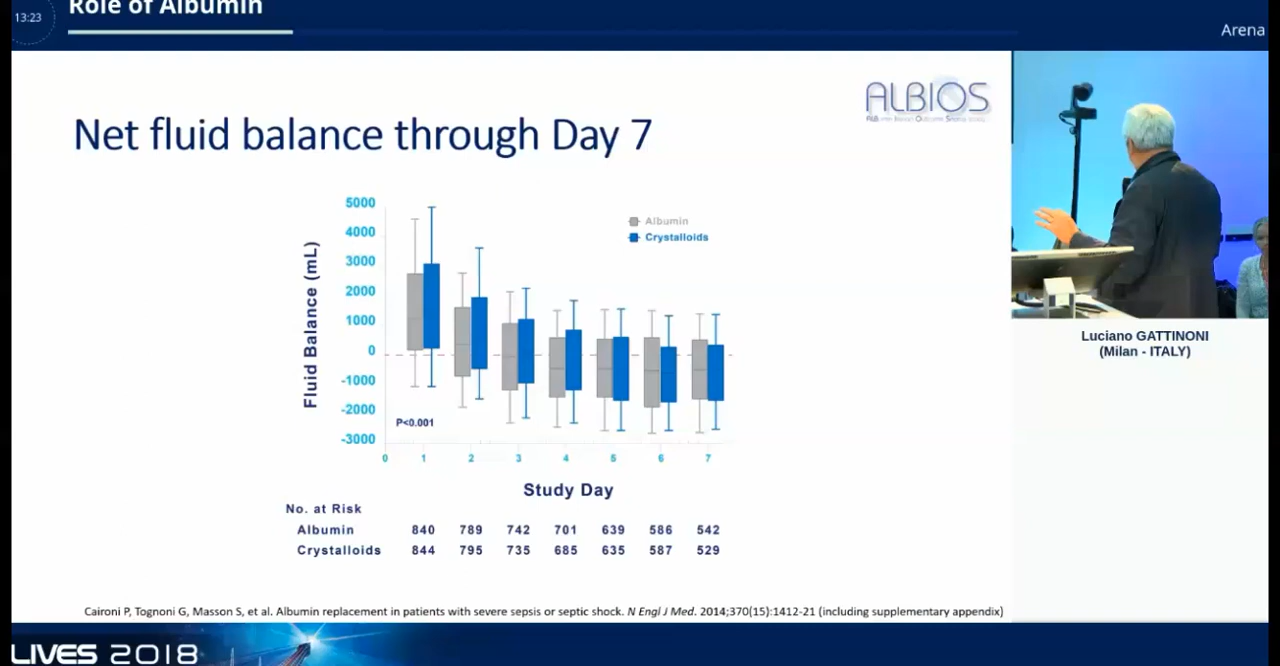 13:23
Role of Albumin
Arena
ALBIOS
Net fluid balance through Day 7
5000
4000
3000
2000
1000
0
-1000
-2000
-3000
Fluid Balance (mL)
Albumin
Crystalloids
P<0.001
0 1 2 3 4 5 6 7
Study Day
No. at Risk
Albumin 840 789 742 701 639 586 542
Crystalloids 844 795 735 685 635 587 529
Caironi P, Tognoni G, Masson S, et al. Albumin replacement in patients with severe sepsis or septic shock. N Engl J Med. 2014;370(15):1412-21 (including supplementary appendix)
Luciano GATTINONI
(Milan - ITALY)
LIVES 2018